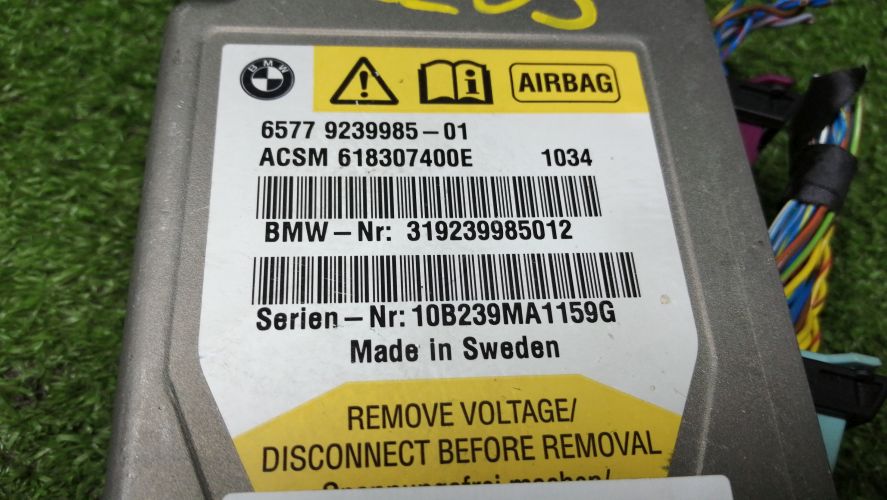 BMW
AIRBAG
6577 9239985-01
ACSM 618307400E 1034
BMW-Nr: 319239985012
Serien-Nr: 10B239MA1159G
Made in Sweden
REMOVE VOLTAGE/
DISCONNECT BEFORE REMOVAL